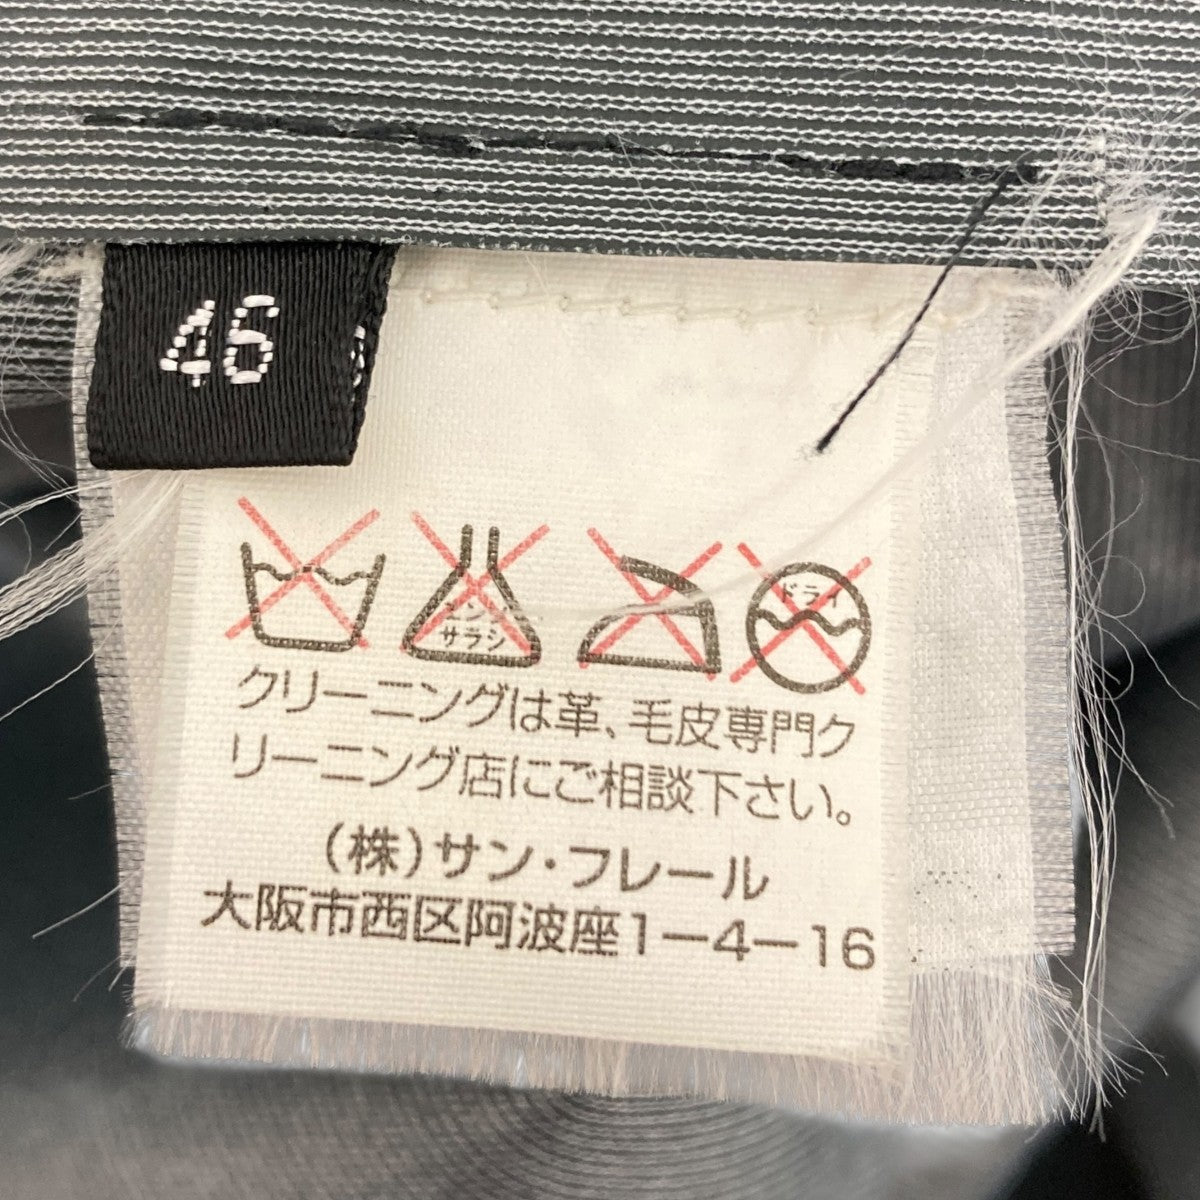 46
サラシ
ドライ
クリーニングは革、毛皮専門ク
リーニング店にご相談下さい。
(株)サン・フレール
大阪市西区阿波座1-4-16